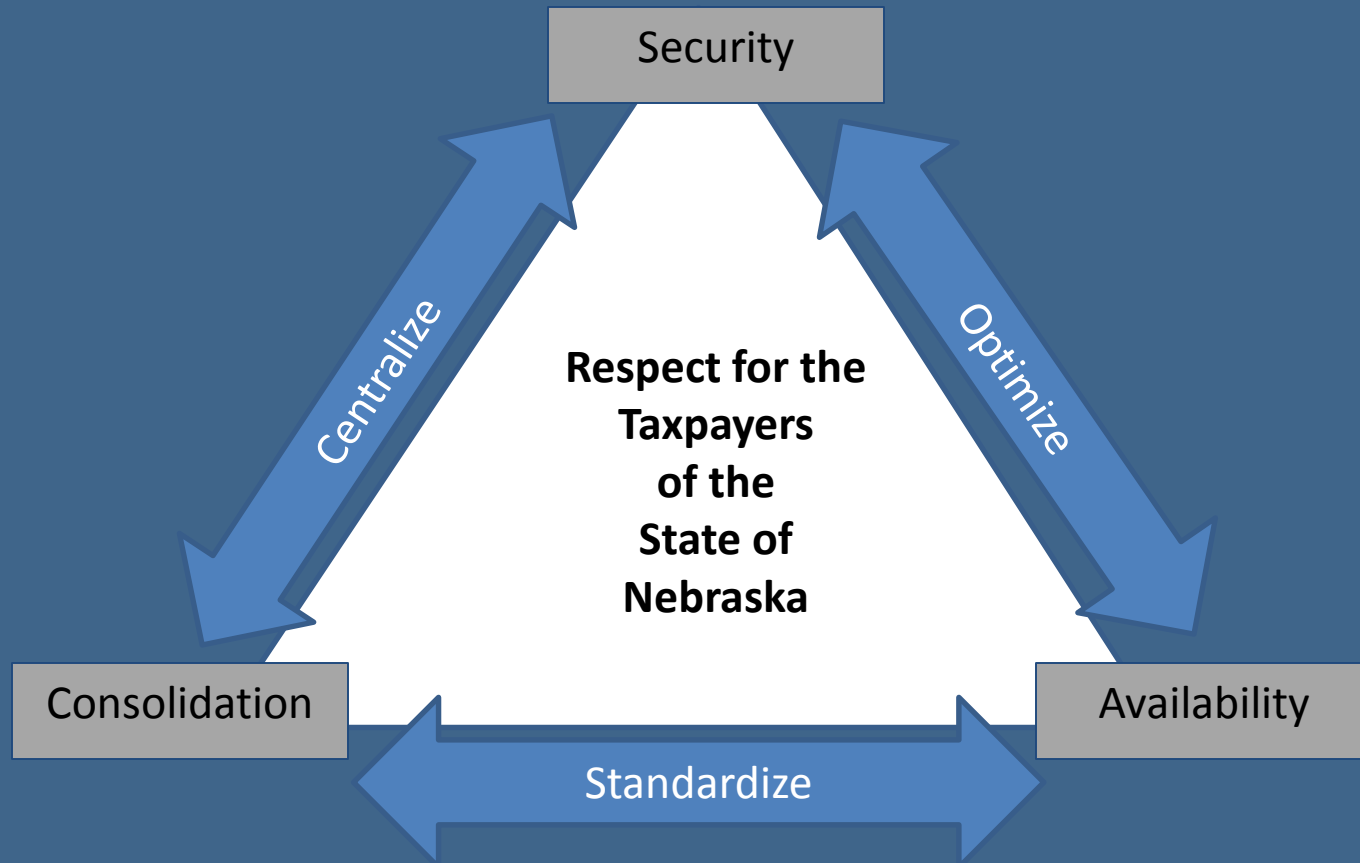 Security
Centralize
Optimize
Respect for the
Taxpayers
of the
State of
Nebraska
Consolidation
Availability
Standardize